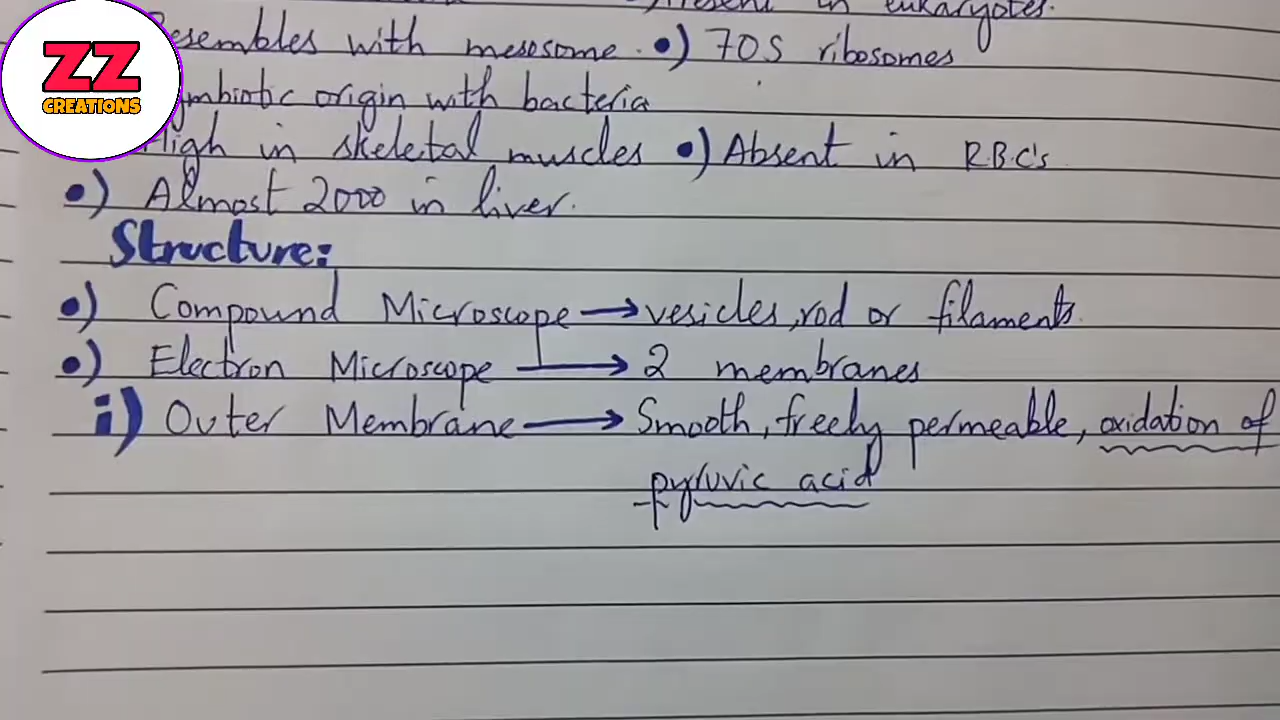 Present in eukaryotes.
ZZ
CREATIONS
esembles with mesosome. •) 70S ribosomes
ymbiotic origin with bacteria
High in skeletal muscles •) Absent in R.B.C's
•) Almost 2000 in liver.
Structure:
•) Compound Microscope → vesicles, rod or filaments.
•) Electron Microscope → 2 membranes
i) Outer Membrane → Smooth, freely permeable, oxidation of
pyruvic acid